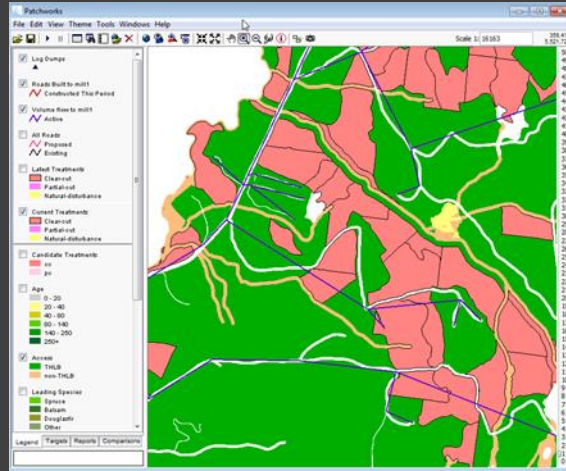 Patchworks
File Edit View Theme Tools Windows Help
Scale 1: 16163
Log Dumps
Roads Built to mill1
Constructed This Period
Volume flow to mill1
Active
All Roads
Proposed
Existing
Latest Treatments
Clear-cut
Partial-cut
Natural-disturbance
Current Treatments
Clear-cut
Partial-cut
Natural-disturbance
Candidate Treatments
cc
pc
Age
0 - 20
20 - 40
40 - 80
80 - 140
140 - 250
250+
Access
THLB
non-THLB
Leading Species
Spruce
Balsam
Douglasfir
Other
Legend Targets Reports Comparisons